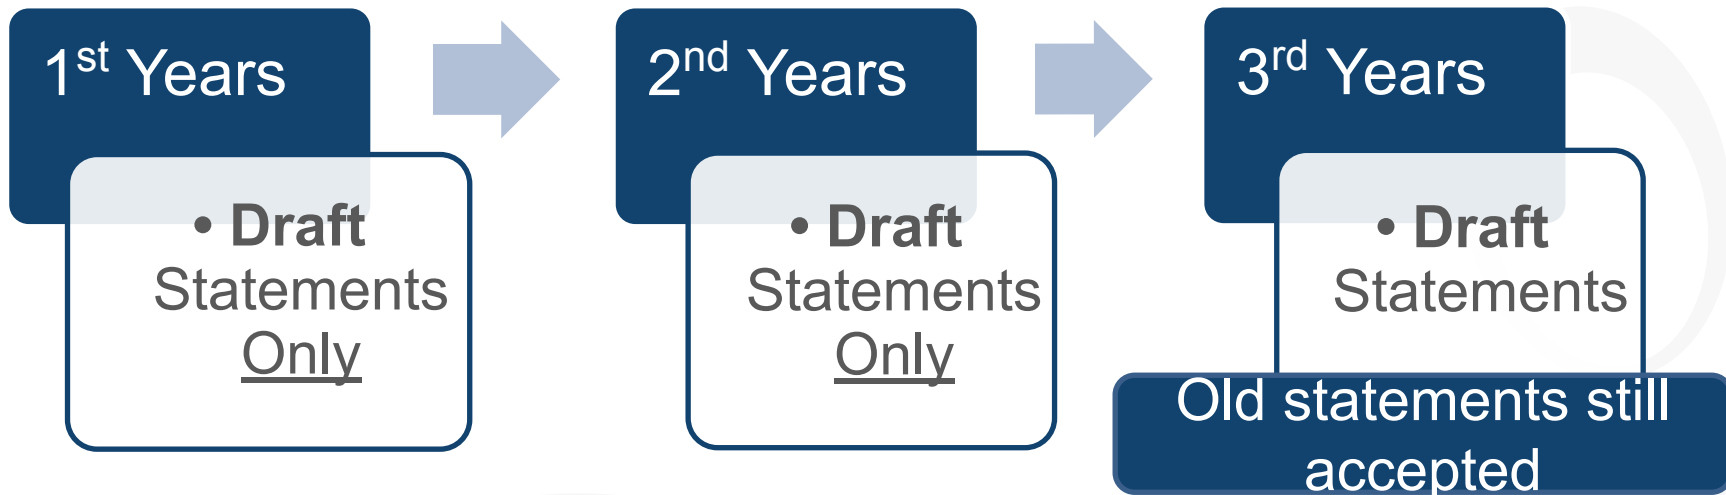 1st Years
• Draft
Statements
Only
2nd Years
• Draft
Statements
Only
3rd Years
• Draft
Statements
Old statements still
accepted